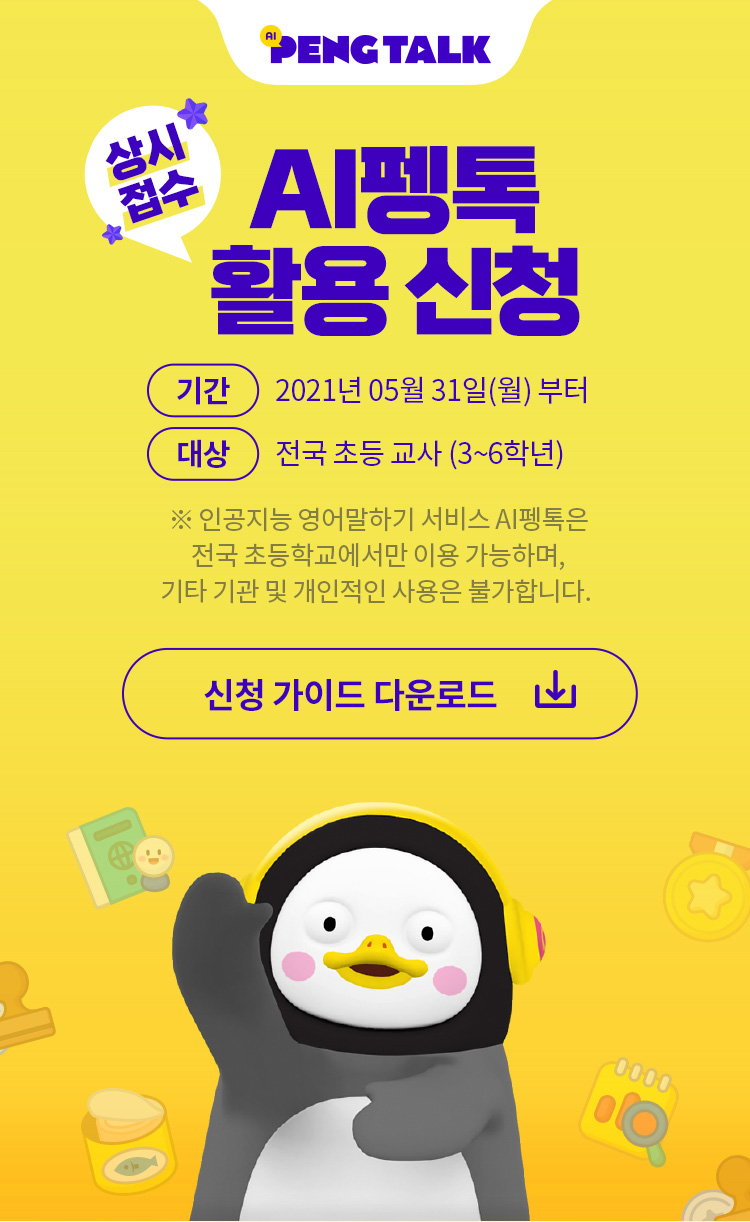 AI PENGTALK
상시
접수
AI펭톡
활용 신청
기간 2021년 05월 31일(월) 부터
대상 전국 초등 교사 (3~6학년)
※ 인공지능 영어말하기 서비스 AI펭톡은
전국 초등학교에서만 이용 가능하며,
기타 기관 및 개인적인 사용은 불가합니다.
신청 가이드 다운로드